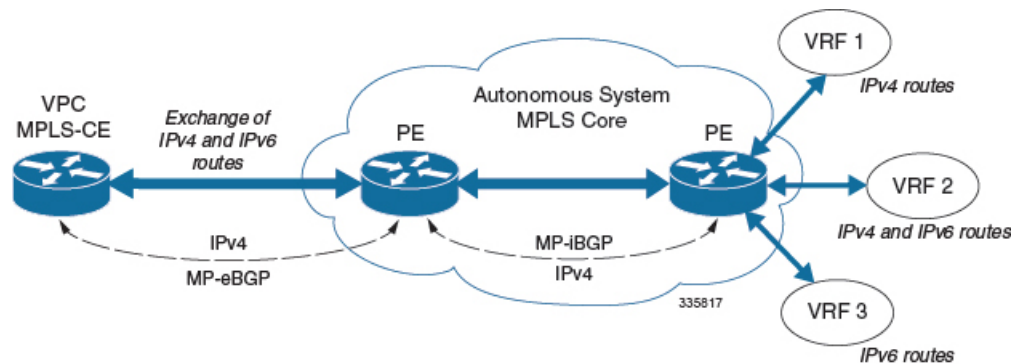 VPC
MPLS-CE
Exchange of
IPv4 and IPv6
routes
PE
Autonomous System
MPLS Core
PE
VRF 1
IPv4 routes
VRF 2
IPv4 and IPv6 routes
VRF 3
IPv6 routes
IPv4
MP-eBGP
MP-iBGP
IPv4
335817